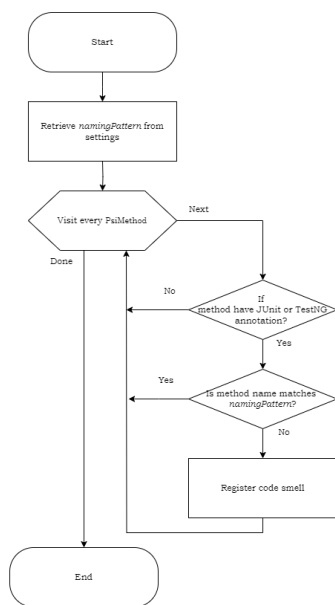 Start
Retrieve namingPattern from
settings
Visit every PsiMethod
Next
Done
If
method have JUnit or TestNG
annotation?
No
Yes
Is method name matches
namingPattern?
Yes
No
Register code smell
End